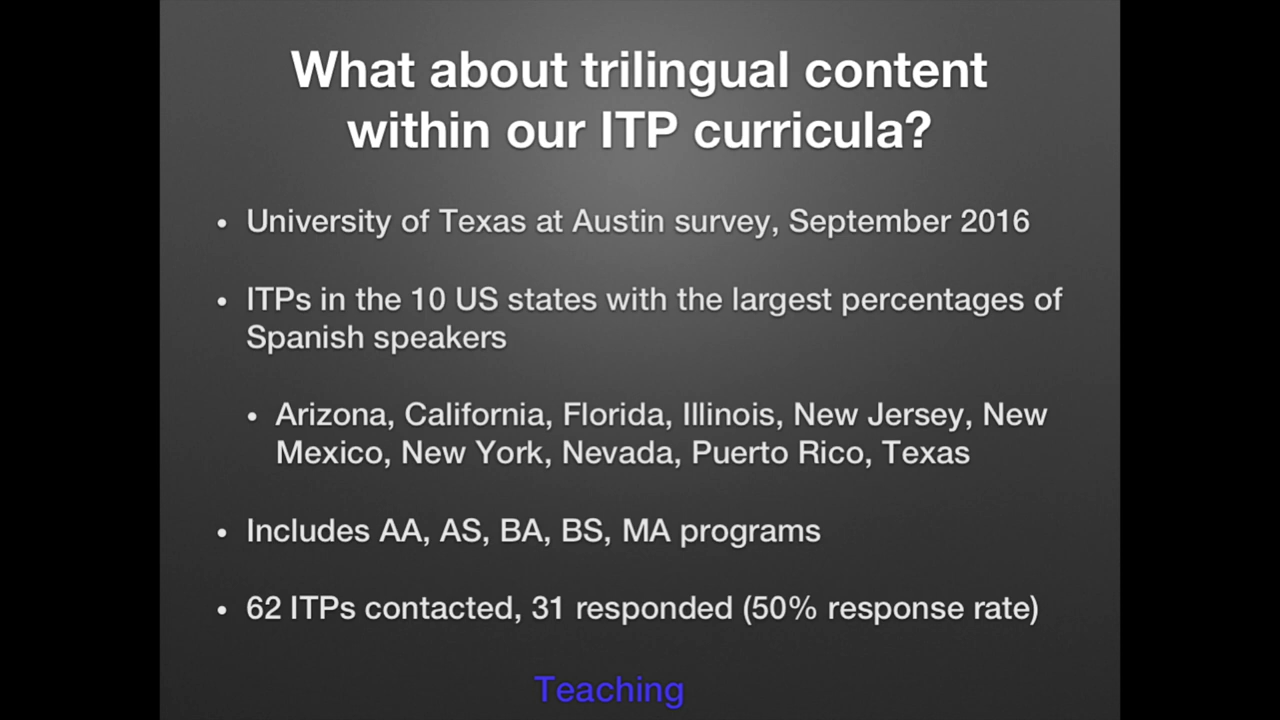 What about trilingual content
within our ITP curricula?
• University of Texas at Austin survey, September 2016
• ITPs in the 10 US states with the largest percentages of
Spanish speakers
• Arizona, California, Florida, Illinois, New Jersey, New
Mexico, New York, Nevada, Puerto Rico, Texas
• Includes AA, AS, BA, BS, MA programs
• 62 ITPs contacted, 31 responded (50% response rate)
Teaching